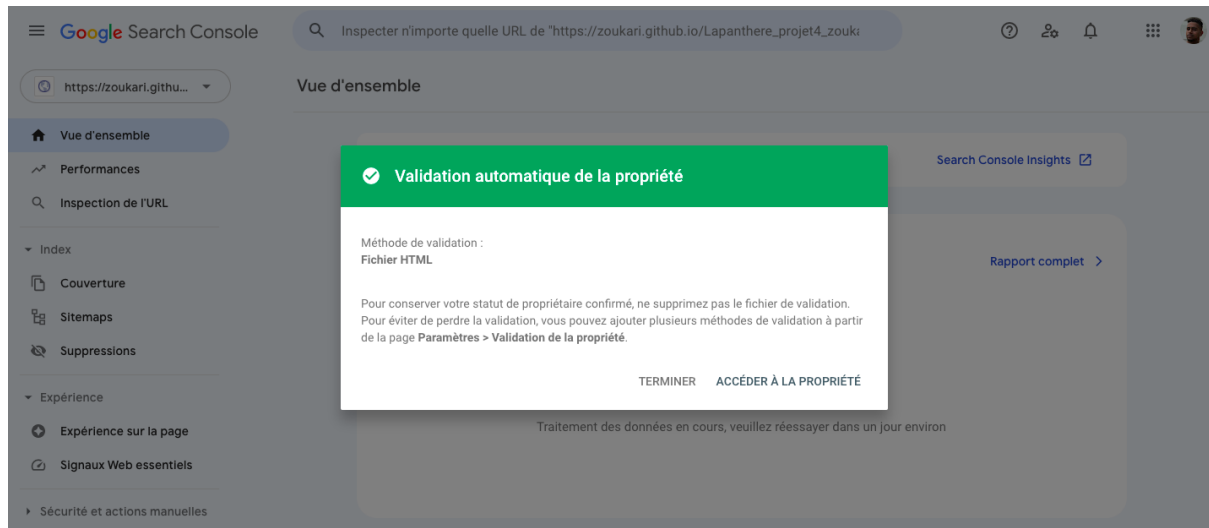 Google Search Console
Inspecter n'importe quelle URL de "https://zoukari.github.io/Lapanthere_projet4_zouka
https://zoukari.githu...
Vue d'ensemble
Vue d'ensemble
Performances
Inspection de l'URL
Index
Couverture
Sitemaps
Suppressions
Expérience
Expérience sur la page
Signaux Web essentiels
Sécurité et actions manuelles
Search Console Insights
Rapport complet
Validation automatique de la propriété
Méthode de validation :
Fichier HTML
Pour conserver votre statut de propriétaire confirmé, ne supprimez pas le fichier de validation.
Pour éviter de perdre la validation, vous pouvez ajouter plusieurs méthodes de validation à partir
de la page Paramètres > Validation de la propriété.
TERMINER ACCÉDER À LA PROPRIÉTÉ
Traitement des données en cours, veuillez réessayer dans un jour environ